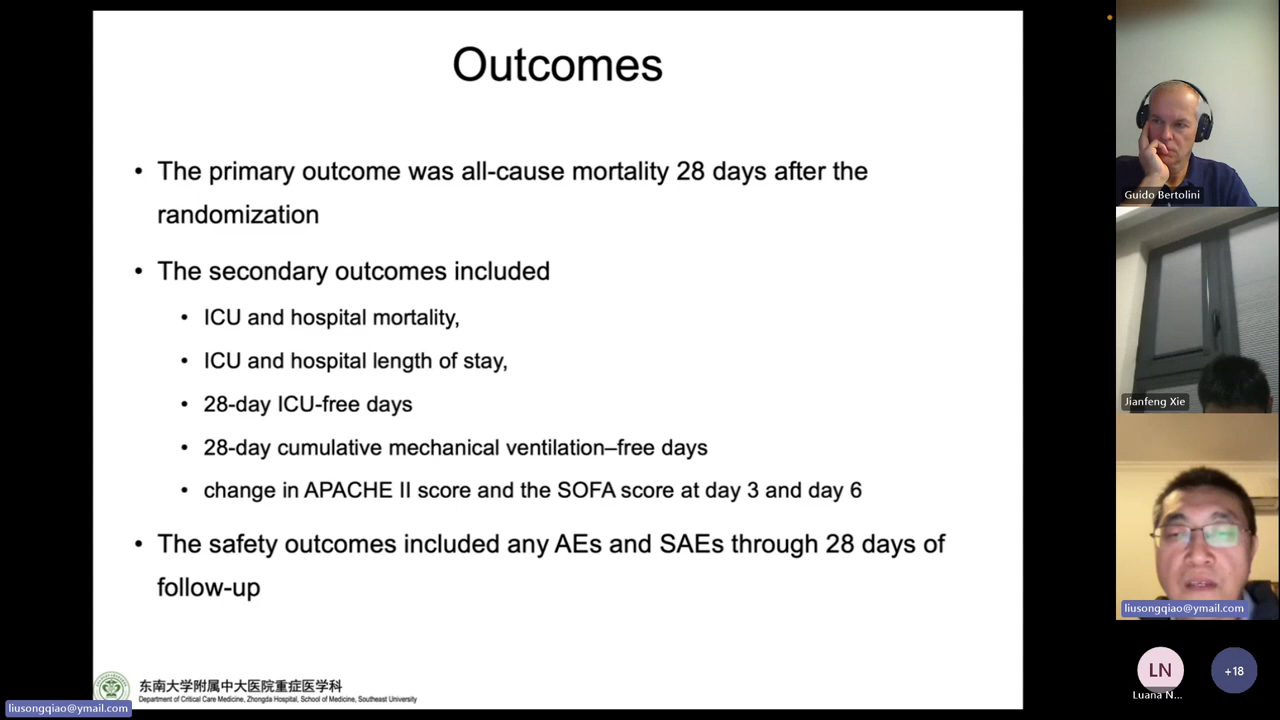 Outcomes
• The primary outcome was all-cause mortality 28 days after the
randomization
• The secondary outcomes included
• ICU and hospital mortality,
• ICU and hospital length of stay,
• 28-day ICU-free days
• 28-day cumulative mechanical ventilation–free days
• change in APACHE II score and the SOFA score at day 3 and day 6
• The safety outcomes included any AEs and SAEs through 28 days of
follow-up
东南大学附属中大医院重症医学科
Department of Critical Care Medicine, Zhongda Hospital, School of Medicine, Southeast University
liusongqiao@ymail.com
Guido Bertolini
Jianfeng Xie
liusongqiao@ymail.com
LN
+18
Luana N...